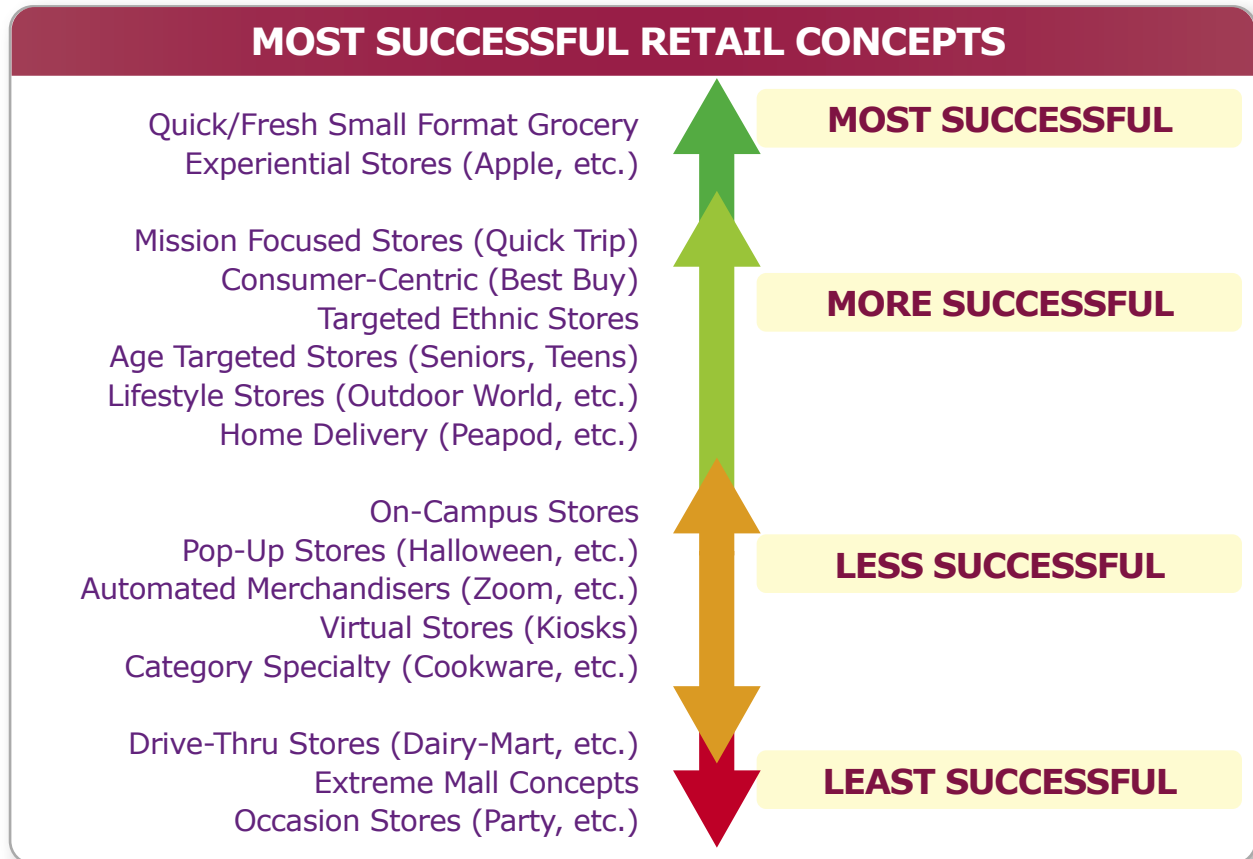 MOST SUCCESSFUL RETAIL CONCEPTS
MOST SUCCESSFUL
Quick/Fresh Small Format Grocery
Experiential Stores (Apple, etc.)
MORE SUCCESSFUL
Mission Focused Stores (Quick Trip)
Consumer-Centric (Best Buy)
Targeted Ethnic Stores
Age Targeted Stores (Seniors, Teens)
Lifestyle Stores (Outdoor World, etc.)
Home Delivery (Peapod, etc.)
LESS SUCCESSFUL
On-Campus Stores
Pop-Up Stores (Halloween, etc.)
Automated Merchandisers (Zoom, etc.)
Virtual Stores (Kiosks)
Category Specialty (Cookware, etc.)
LEAST SUCCESSFUL
Drive-Thru Stores (Dairy-Mart, etc.)
Extreme Mall Concepts
Occasion Stores (Party, etc.)